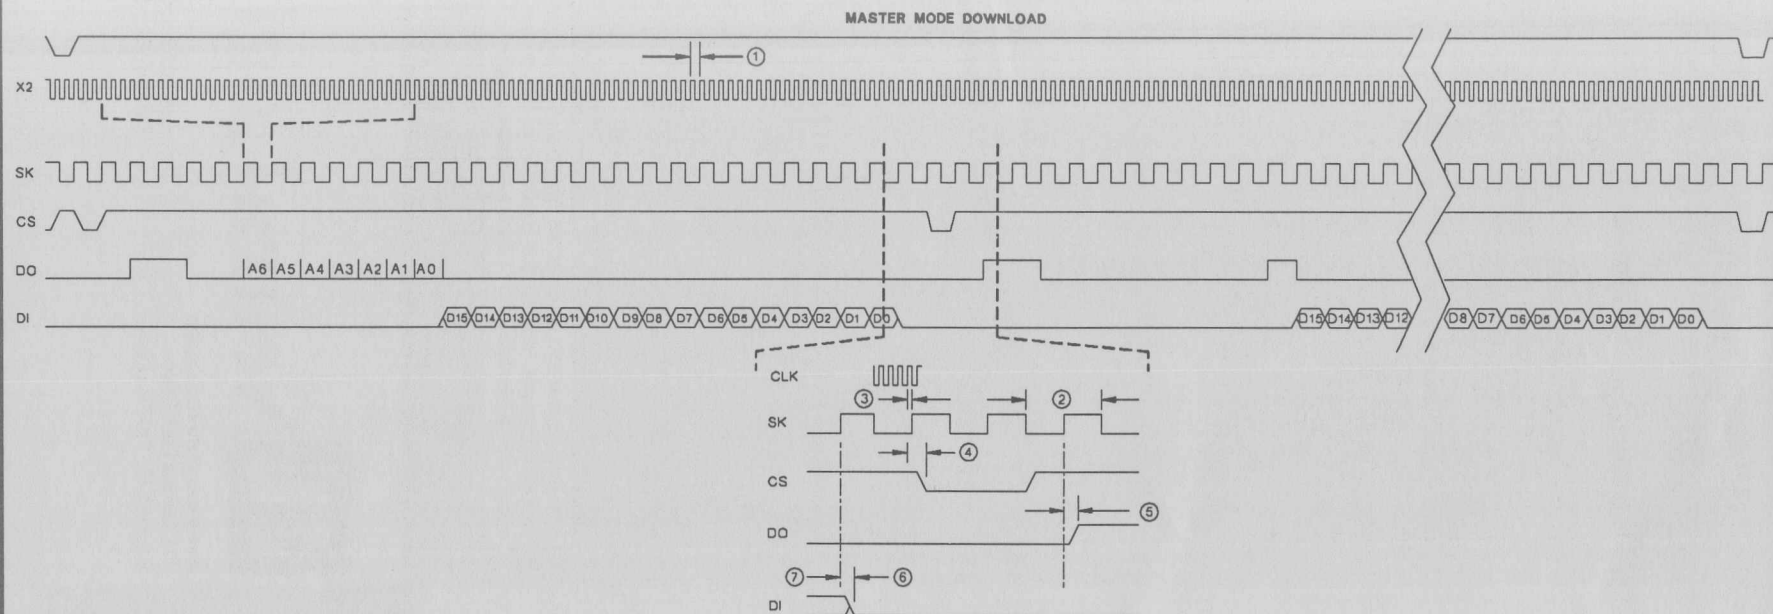 MASTER MODE DOWNLOAD
①
X2
SK
CS
DO A6 A5 A4 A3 A2 A1 A0
DI D15 D14 D13 D12 D11 D10 D9 D8 D7 D6 D5 D4 D3 D2 D1 D0 D15 D14 D13 D12 D8 D7 D6 D5 D4 D3 D2 D1 D0
CLK
③ ②
SK
④
CS
⑤
DO
⑦ ⑥
DI